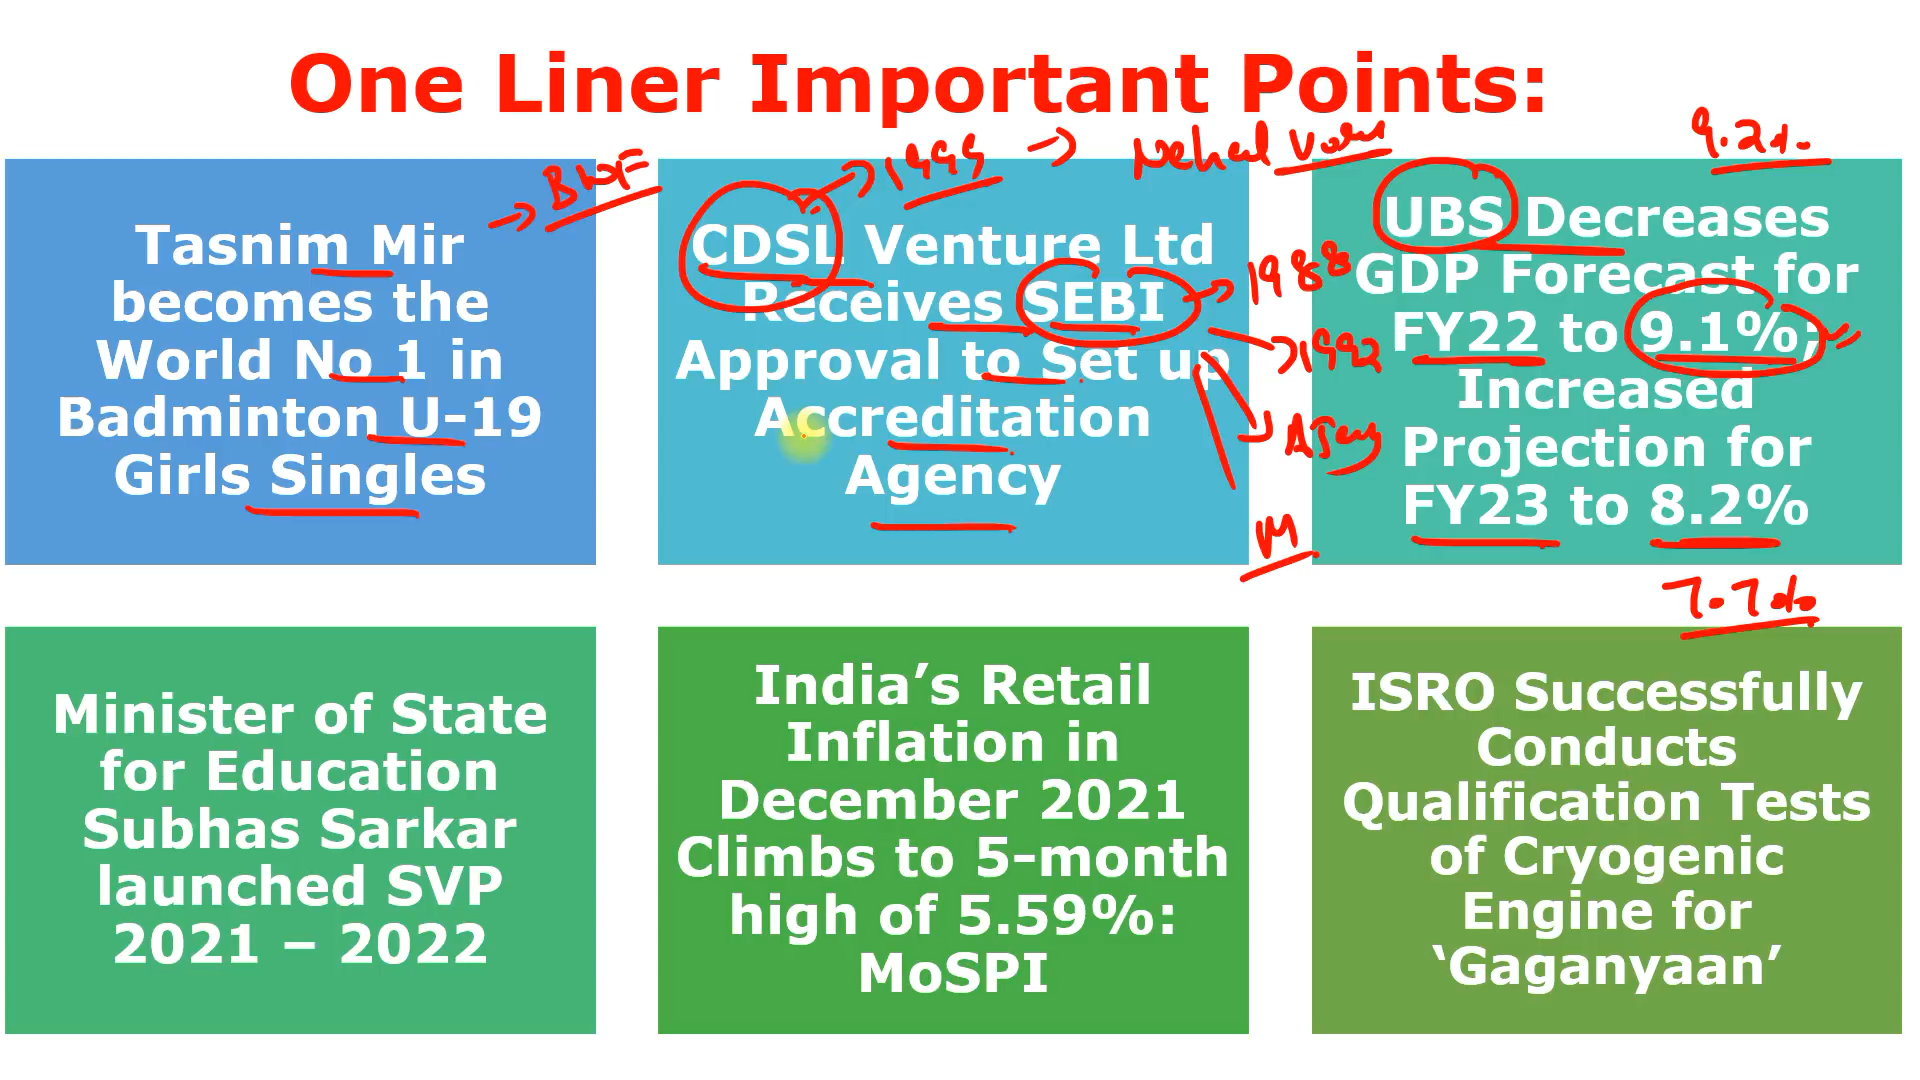 One Liner Important Points:
9.2%
→ BWF
→ 1999 → Nehal Vora
Tasnim Mir
becomes the
World No 1 in
Badminton U-19
Girls Singles
CDSL Venture Ltd
Receives SEBI
Approval to Set up
Accreditation
Agency
→ 1988
→ 1992
→ Ajay
M
UBS Decreases
GDP Forecast for
FY22 to 9.1%;
Increased
Projection for
FY23 to 8.2%
7.7%
Minister of State
for Education
Subhas Sarkar
launched SVP
2021 – 2022
India’s Retail
Inflation in
December 2021
Climbs to 5-month
high of 5.59%:
MoSPI
ISRO Successfully
Conducts
Qualification Tests
of Cryogenic
Engine for
‘Gaganyaan’